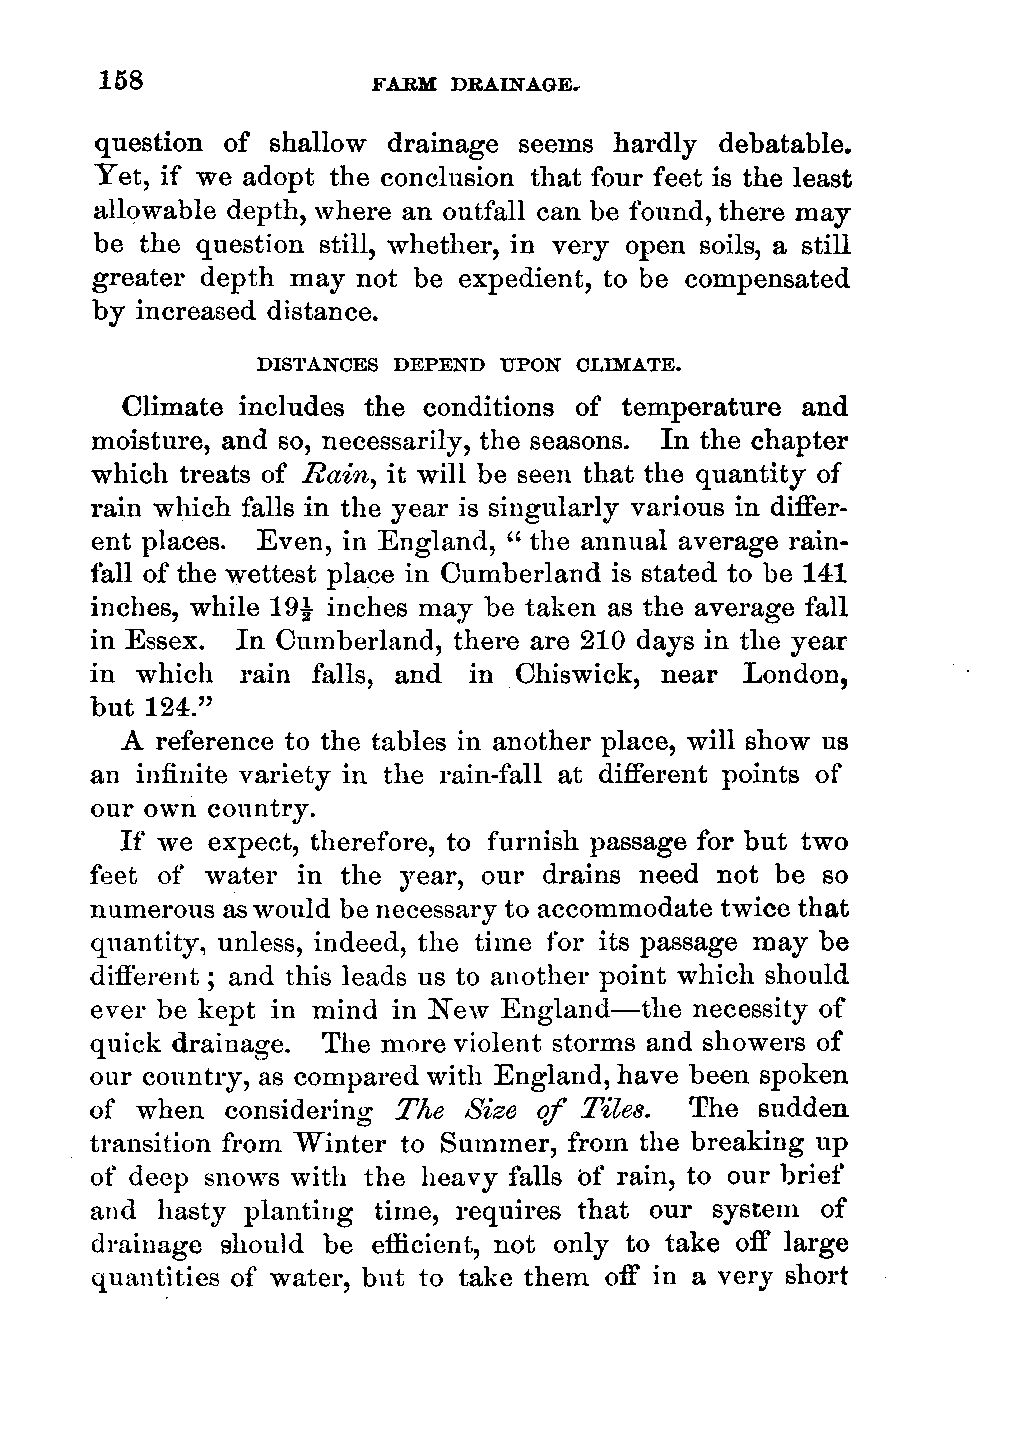 158 FARM DRAINAGE.
question of shallow drainage seems hardly debatable.
Yet, if we adopt the conclusion that four feet is the least
allowable depth, where an outfall can be found, there may
be the question still, whether, in very open soils, a still
greater depth may not be expedient, to be compensated
by increased distance.
DISTANCES DEPEND UPON CLIMATE.
Climate includes the conditions of temperature and
moisture, and so, necessarily, the seasons. In the chapter
which treats of Rain, it will be seen that the quantity of
rain which falls in the year is singularly various in differ-
ent places. Even, in England, “ the annual average rain-
fall of the wettest place in Cumberland is stated to be 141
inches, while 19½ inches may be taken as the average fall
in Essex. In Cumberland, there are 210 days in the year
in which rain falls, and in Chiswick, near London,
but 124.”
A reference to the tables in another place, will show us
an infinite variety in the rain-fall at different points of
our own country.
If we expect, therefore, to furnish passage for but two
feet of water in the year, our drains need not be so
numerous as would be necessary to accommodate twice that
quantity, unless, indeed, the time for its passage may be
different ; and this leads us to another point which should
ever be kept in mind in New England—the necessity of
quick drainage. The more violent storms and showers of
our country, as compared with England, have been spoken
of when considering The Size of Tiles. The sudden
transition from Winter to Summer, from the breaking up
of deep snows with the heavy falls of rain, to our brief
and hasty planting time, requires that our system of
drainage should be efficient, not only to take off large
quantities of water, but to take them off in a very short